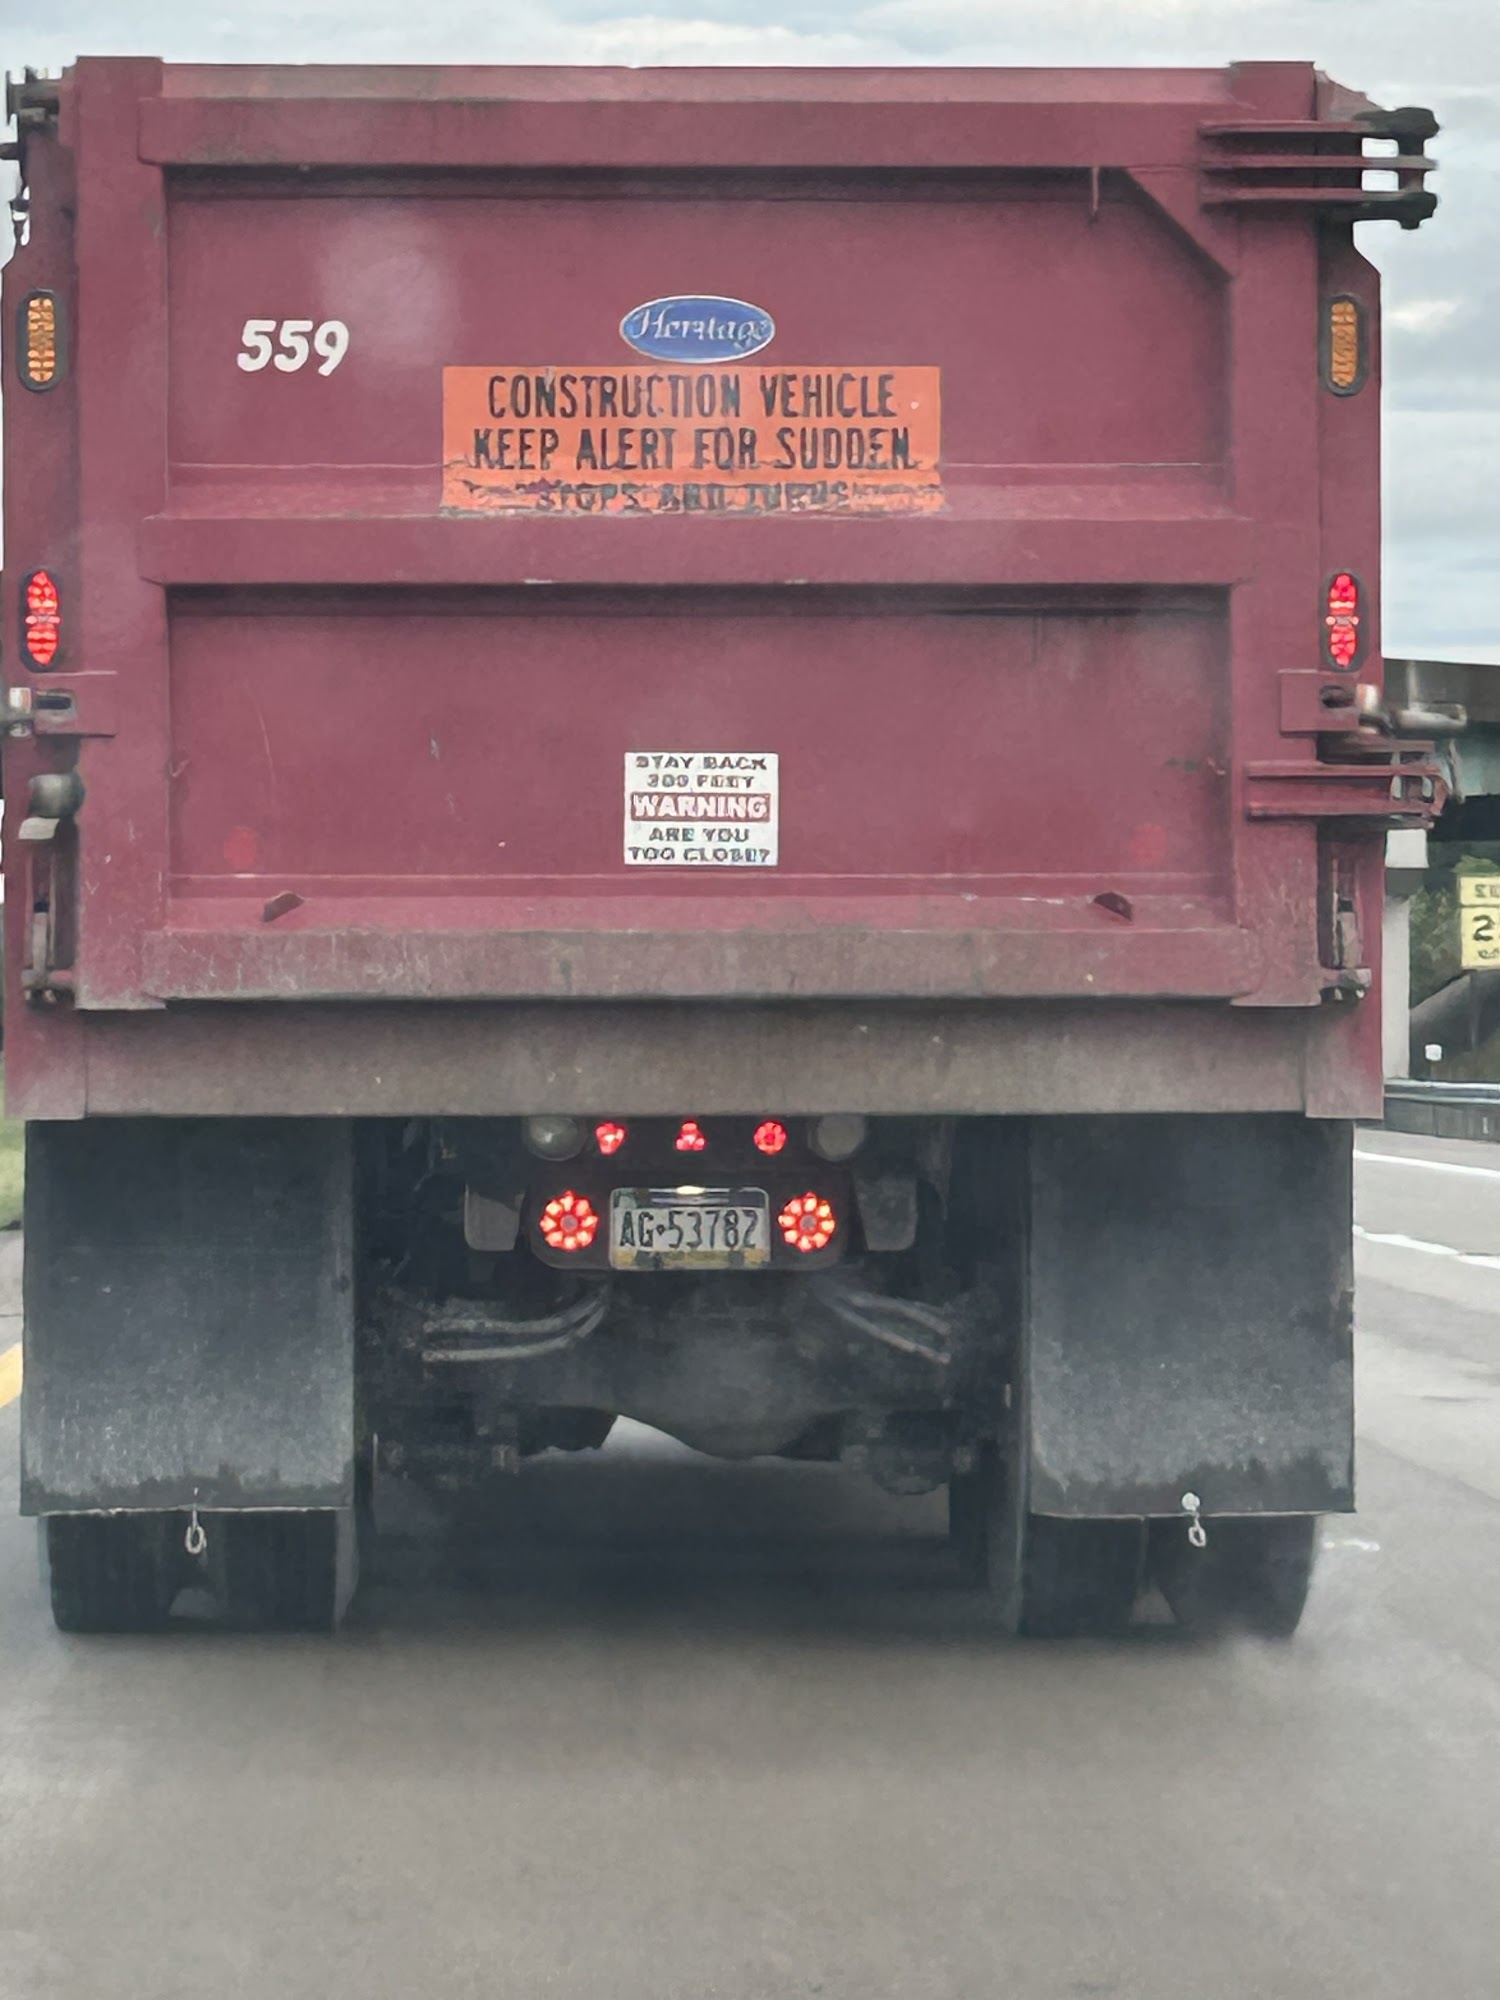 559
Heritage
CONSTRUCTION VEHICLE
KEEP ALERT FOR SUDDEN
STOPS AND TURNS
STAY BACK
300 FEET
WARNING
ARE YOU
TOO CLOSE?
AG-53782
2